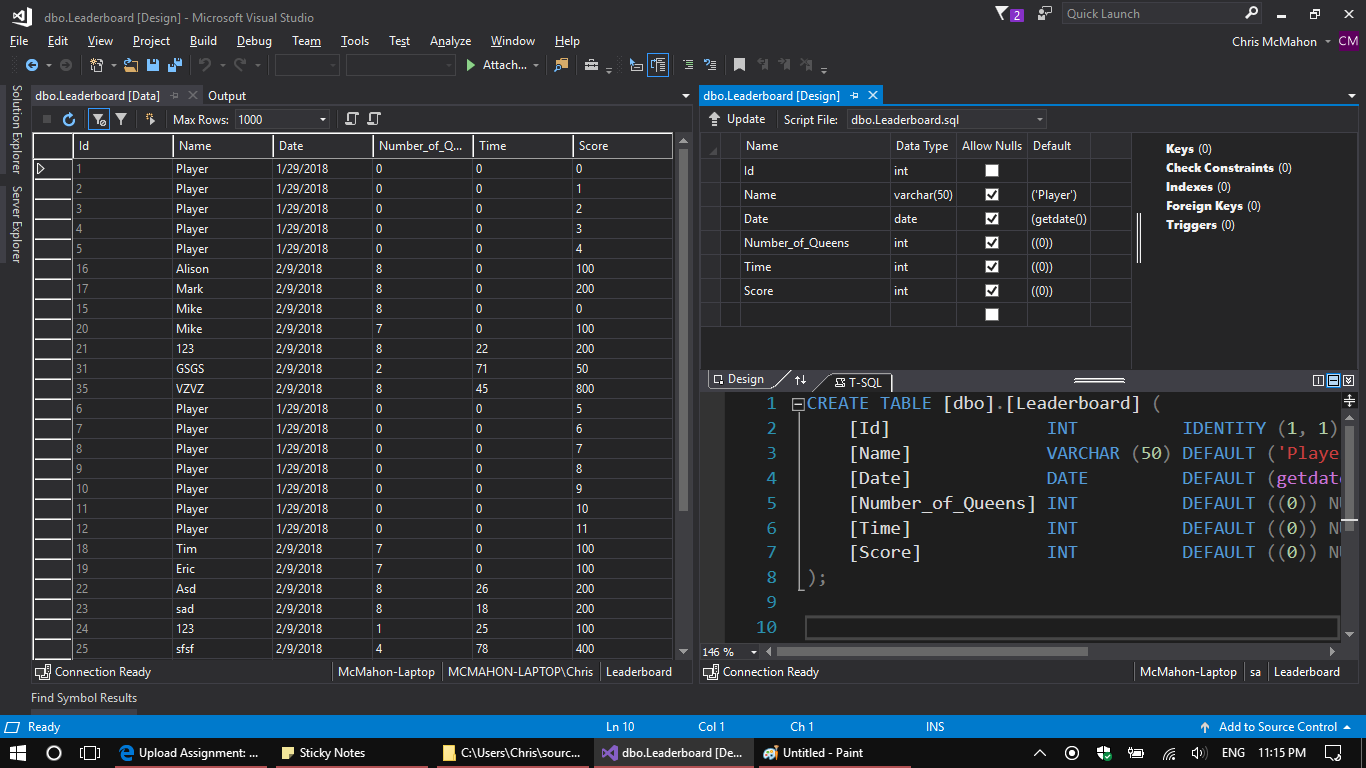 dbo.Leaderboard [Design] - Microsoft Visual Studio
2
Quick Launch
File Edit View Project Build Debug Team Tools Test Analyze Window Help
Chris McMahon CM
Attach...
Solution Explorer
Server Explorer
dbo.Leaderboard [Data] Output
Max Rows: 1000
Id Name Date Number_of_Q... Time Score
1 Player 1/29/2018 0 0 0
2 Player 1/29/2018 0 0 1
3 Player 1/29/2018 0 0 2
4 Player 1/29/2018 0 0 3
5 Player 1/29/2018 0 0 4
16 Alison 2/9/2018 8 0 100
17 Mark 2/9/2018 8 0 200
15 Mike 2/9/2018 8 0 0
20 Mike 2/9/2018 7 0 100
21 123 2/9/2018 8 22 200
31 GSGS 2/9/2018 2 71 50
35 VZVZ 2/9/2018 8 45 800
6 Player 1/29/2018 0 0 5
7 Player 1/29/2018 0 0 6
8 Player 1/29/2018 0 0 7
9 Player 1/29/2018 0 0 8
10 Player 1/29/2018 0 0 9
11 Player 1/29/2018 0 0 10
12 Player 1/29/2018 0 0 11
18 Tim 2/9/2018 7 0 100
19 Eric 2/9/2018 7 0 100
22 Asd 2/9/2018 8 26 200
23 sad 2/9/2018 8 18 200
24 123 2/9/2018 1 25 100
25 sfsf 2/9/2018 4 78 400
Connection Ready McMahon-Laptop MCMAHON-LAPTOP\Chris Leaderboard
dbo.Leaderboard [Design]
Update Script File: dbo.Leaderboard.sql
Name Data Type Allow Nulls Default
Id int
Name varchar(50) ('Player')
Date date (getdate())
Number_of_Queens int ((0))
Time int ((0))
Score int ((0))
Keys (0)
Check Constraints (0)
Indexes (0)
Foreign Keys (0)
Triggers (0)
Design T-SQL
1 CREATE TABLE [dbo].[Leaderboard] (
2 [Id] INT IDENTITY (1, 1)
3 [Name] VARCHAR (50) DEFAULT ('Playe
4 [Date] DATE DEFAULT (getdat
5 [Number_of_Queens] INT DEFAULT ((0)) NU
6 [Time] INT DEFAULT ((0)) NU
7 [Score] INT DEFAULT ((0)) NU
8 );
9
10
146 %
Connection Ready McMahon-Laptop sa Leaderboard
Find Symbol Results
Ready Ln 10 Col 1 Ch 1 INS Add to Source Control
Upload Assignment: ... Sticky Notes C:\Users\Chris\sourc... dbo.Leaderboard [De... Untitled - Paint ENG 11:15 PM